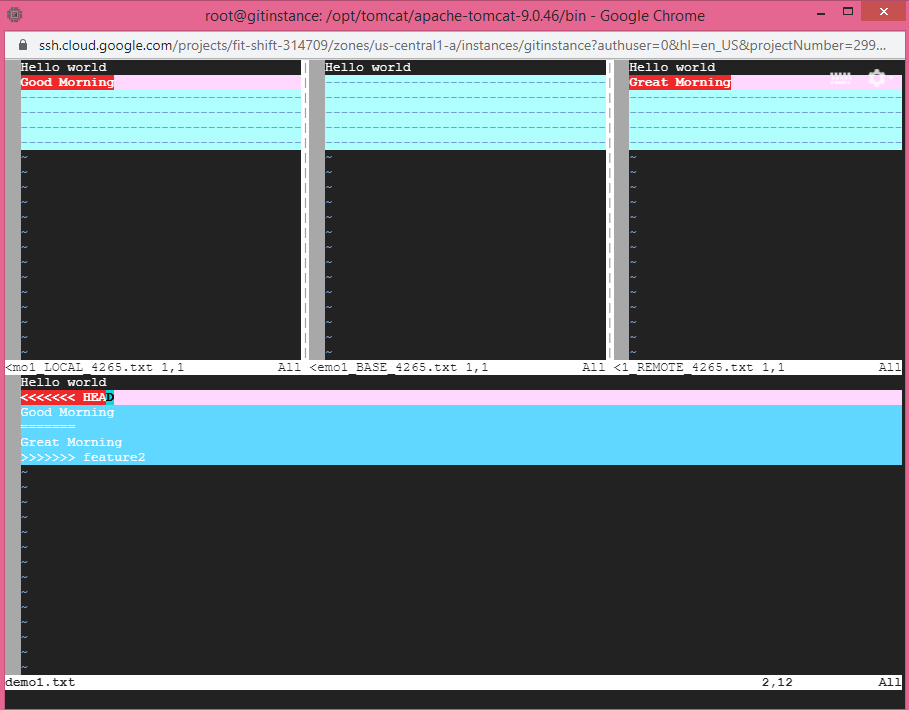 root@gitinstance: /opt/tomcat/apache-tomcat-9.0.46/bin - Google Chrome
ssh.cloud.google.com/projects/fit-shift-314709/zones/us-central1-a/instances/gitinstance?authuser=0&hl=en_US&projectNumber=299...
Hello world
Good Morning
Hello world
Hello world
Great Morning
<mo1_LOCAL_4265.txt 1,1 All
<emo1_BASE_4265.txt 1,1 All
<1_REMOTE_4265.txt 1,1 All
Hello world
<<<<<<< HEAD
Good Morning
=======
Great Morning
>>>>>>> feature2
demo1.txt 2,12 All